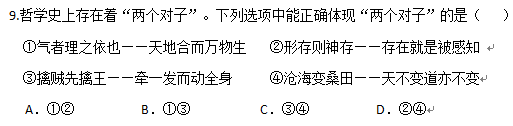 9.哲学史上存在着“两个对子”。下列选项中能正确体现“两个对子”的是（　　）
①气者理之依也——天地合而万物生　②形存则神存——存在就是被感知
③擒贼先擒王——牵一发而动全身　④沧海变桑田——天不变道亦不变
A．①②　B．①③　C．③④　D．②④